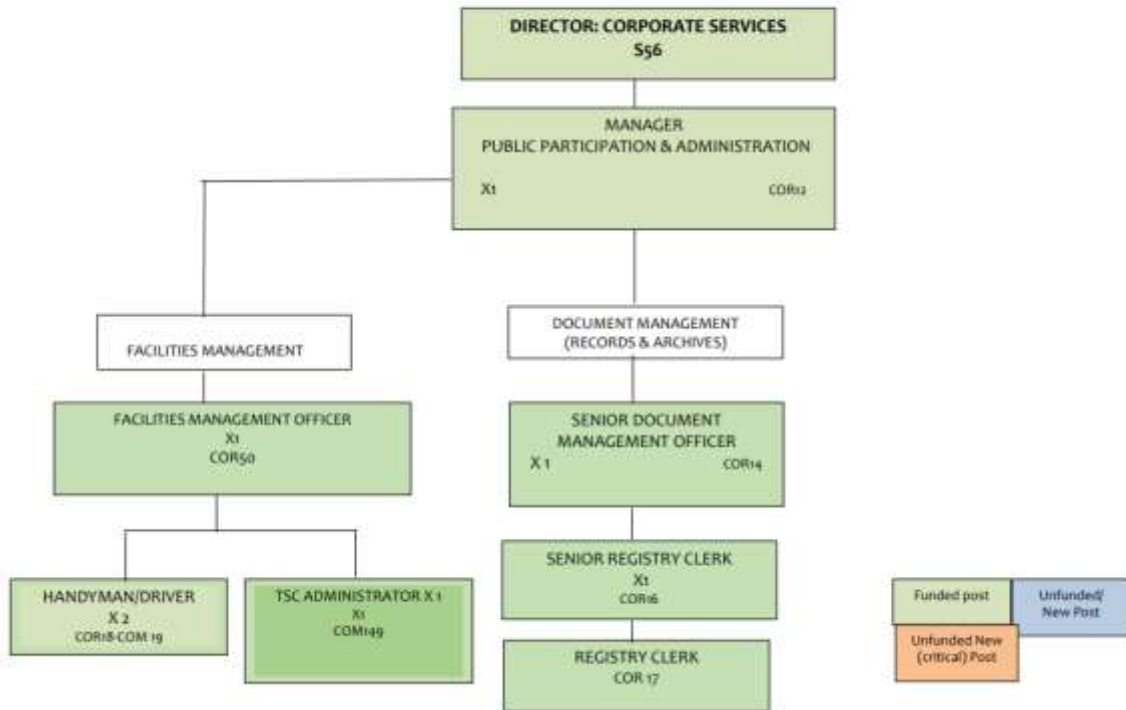 DIRECTOR: CORPORATE SERVICES
S56
MANAGER
PUBLIC PARTICIPATION & ADMINISTRATION
X1 COR12
FACILITIES MANAGEMENT
DOCUMENT MANAGEMENT
(RECORDS & ARCHIVES)
FACILITIES MANAGEMENT OFFICER
X1
COR50
SENIOR DOCUMENT
MANAGEMENT OFFICER
X 1 COR14
HANDYMAN/DRIVER
X 2
COR18-COM 19
TSC ADMINISTRATOR X 1
X1
COM149
SENIOR REGISTRY CLERK
X1
COR16
REGISTRY CLERK
COR 17
Funded post
Unfunded/
New Post
Unfunded New
(critical) Post